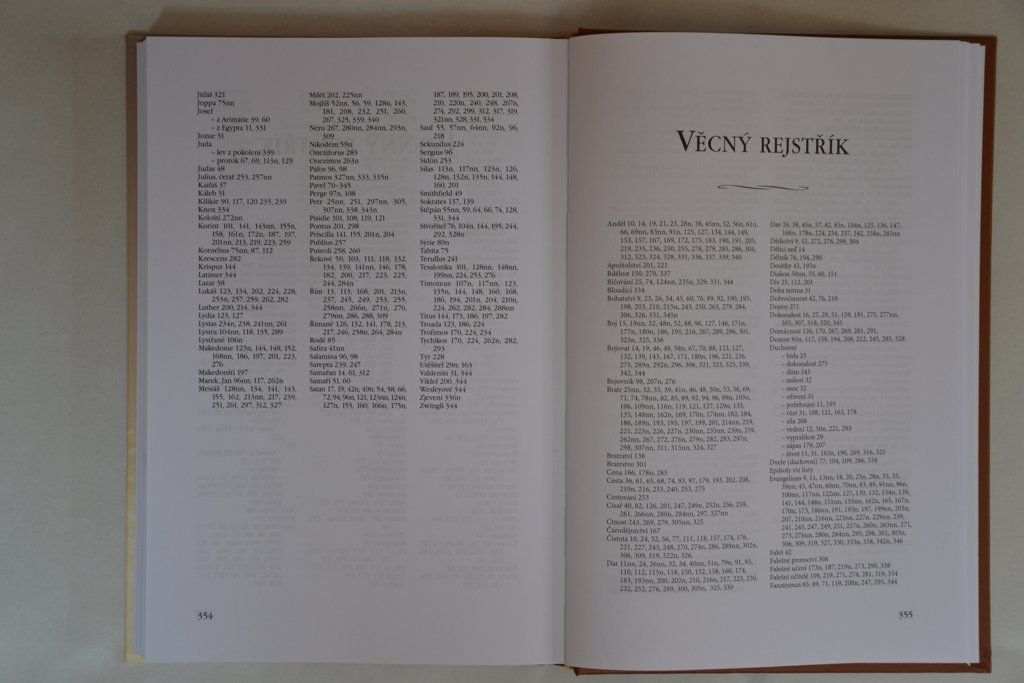 Jidáš 321
Joppa 75nn
Josef
– z Arimatie 39, 60
– z Egypta 11, 331
Jozue 31
Juda
– lev z pokolení 339
– prorok 67, 69, 113n, 129
Judas 48
Julius, četař 253, 257nn
Kaifáš 37
Káleb 31
Kilikie 90, 117, 120 235, 239
Knox 334
Kološti 272nn
Korint 101, 141, 143nn, 155n,
158, 161n, 172n, 187, 197,
201nn, 213, 219, 223, 259
Kornélius 75nn, 87, 112
Krescens 282
Krispus 144
Latimer 344
Lazar 38
Lukáš 123, 134, 202, 224, 228,
253n, 257, 259, 262, 282
Luther 200, 214, 344
Lydia 123, 127
Lysias 234n, 238, 241nn, 261
Lystra 104nn, 118, 135, 289
Lystřané 106n
Makedonie 123n, 144, 148, 152,
168nn, 186, 197, 201, 223,
276
Makedonští 197
Marek, Jan 96nn, 117, 262n
Mesiáš 128nn, 134, 141, 143,
155, 162, 213nn, 217, 239,
251, 261, 297, 312, 327
Milét 202, 225nn
Mojžíš 52nn, 56, 59, 128n, 143,
181, 208, 232, 251, 260,
267, 325, 339, 340
Nero 267, 280nn, 284nn, 293n,
309
Nikodém 39n
Oneziforus 283
Onezimos 263n
Páfos 96, 98
Patmos 327nn, 333, 335n
Pavel 70–345
Perge 97n, 108
Petr 25nn, 251, 297nn, 305,
307nn, 338, 343n
Pisidie 101, 108, 119, 121
Pontus 201, 298
Priscilla 141, 155, 201n, 204
Publius 257
Puteoli 258, 260
Řekové 50, 103, 111, 118, 132,
134, 139, 141nn, 146, 178,
182, 200, 217, 223, 225,
244, 284n
Řím 13, 113, 168, 201, 213n,
237, 245, 249, 253, 255,
258nn, 266n, 271n, 276,
279nn, 286, 288, 309
Římané 126, 132, 141, 178, 213,
217, 246, 258n, 264, 284n
Rodé 85
Safira 41nn
Salamina 96, 98
Sarepta 239, 247
Samařan 14, 61, 312
Samaří 51, 60
Satan 17, 19, 42n, 49n, 54, 58, 66,
72, 94, 96n, 121, 123nn, 124n,
127n, 153, 160, 166n, 175n,
187, 189, 195, 200, 201, 208,
210, 220n, 240, 248, 267n,
274, 292, 299, 312, 317, 319,
321nn, 328, 331, 334
Saul 55, 57nn, 64nn, 92n, 96,
218
Sekundus 224
Sergius 96
Sidón 253
Silas 113n, 117nn, 123n, 126,
128n, 132n, 135n, 144, 148,
160, 201
Smithfield 49
Sokrates 137, 139
Štěpán 55nn, 59, 64, 66, 74, 128,
331, 344
Stvořitel 76, 104n, 144, 195, 244,
292, 328n
Sýrie 89n
Tabita 75
Terullus 241
Tesalonika 101, 128nn, 148nn,
199nn, 224, 253, 276
Timoteus 107n, 117nn, 123,
135n, 144, 148, 160, 168,
186, 194, 201n, 204, 210n,
224, 262, 282, 284, 288nn
Titus 144, 173, 186, 197, 282
Troada 123, 186, 224
Trofimos 170, 224, 234
Tychikos 170, 224, 262n, 282,
293
Týr 228
Utěšitel 29n, 163
Valdenští 31, 344
Viklef 200, 344
Wesleyové 344
Zjevení 336n
Zwingli 344
354
VĚCNÝ REJSTŘÍK
Anděl 10, 14, 19, 21, 23, 28n, 38, 45nn, 52, 56n, 61n,
66, 69nn, 83nn, 91n, 125, 127, 134, 144, 149,
153, 157, 167, 169, 172, 175, 183, 190, 191, 205,
219, 235, 236, 250, 255, 278, 279, 285, 286, 304,
312, 323, 324, 328, 331, 336, 337, 339, 340
Apoštolství 201, 221
Bdělost 150, 270, 337
Bičování 25, 74, 124nn, 235n, 329, 331, 344
Bloudící 334
Bohatství 9, 23, 26, 34, 45, 60, 76, 89, 92, 190, 195,
198, 203, 210, 215n, 243, 250, 263, 279, 284,
306, 326, 331, 345n
Boj 15, 19nn, 32, 48n, 52, 88, 96, 127, 146, 171n,
177n, 180n, 186, 191, 216, 267, 289, 296, 301,
323n, 325, 336
Bojovat 14, 19, 46, 48, 58n, 67, 70, 88, 123, 127,
132, 139, 143, 167, 171, 180n, 196, 221, 236,
275, 289n, 292n, 296, 306, 321, 323, 325, 339,
342, 344
Bojovník 98, 207n, 276
Bratr 25nn, 32, 35, 39, 41n, 46, 48, 50n, 53, 56, 69,
71, 74, 78nn, 82, 85, 89, 92, 94, 96, 99n, 103n,
106, 109nn, 116n, 119, 121, 127, 129n, 133,
135, 148nn, 162n, 169, 170n, 174nn, 182, 184,
186, 189n, 193, 195, 197, 199, 201, 214nn, 219,
221, 223n, 226, 227n, 230nn, 235nn, 239n, 259,
262nn, 267, 272, 276n, 279n, 282, 293, 297n,
298, 307nn, 311, 315nn, 324, 327
Bratrství 138
Bratrstvo 301
Cena 166, 178n, 285
Cesta 36, 61, 65, 68, 74, 93, 97, 179, 193, 202, 208,
210n, 216, 233, 240, 253, 275
Cestování 253
Císař 40, 82, 126, 201, 247, 249n, 252n, 256, 259,
261, 266nn, 280n, 284nn, 297, 327nn
Ctnost 243, 269, 279, 305nn, 325
Čarodějnictví 167
Čistota 10, 24, 52, 56, 77, 111, 118, 157, 174, 176,
221, 227, 243, 248, 270, 274n, 286, 289nn, 302n,
306, 309, 319, 322n, 326,
Dar 11nn, 24, 26nn, 32, 34, 40nn, 51n, 79n, 91, 93,
110, 112, 115n, 118, 150, 152, 158, 160, 174,
183, 193nn, 200, 202n, 210, 216n, 217, 223, 230,
232, 252, 276, 289, 300, 305n, 325, 330
Dav 26, 38, 45n, 57, 82, 85n, 104n, 125, 136, 147,
168n, 178n, 224, 234, 237, 242, 258n, 285nn
Dědictví 9, 52, 272, 276, 299, 304
Dělící zeď 14
Dělník 76, 194, 290
Desátky 43, 193n
Diakon 50nn, 55, 60, 151
Div 25, 112, 201
Doba temna 31
Dobročinnost 42, 76, 210
Dojmy 271
Dokonalost 16, 27, 29, 51, 159, 181, 275, 277nn,
305, 307, 318, 320, 345
Domácnost 126, 170, 267, 269, 281, 291,
Domov 95n, 117, 159, 194, 208, 212, 245, 285, 328
Duchovní
– bída 23
– dokonalost 275
– dům 343
– milost 32
– moc 32
– oživení 31
– požehnání 11, 193
– růst 31, 108, 121, 163, 178
– síla 208
– vedení 12, 50n, 221, 293
– vyprahlost 29
– zápas 179, 207
– život 11, 51, 163n, 190, 269, 316, 325
Dveře (duchovní) 77, 104, 109, 286, 339
Epištoly viz listy
Evangelium 9, 11, 13nn, 18, 20, 23n, 28n, 33, 35,
39nn, 45, 47nn, 60nn, 70nn, 83, 89, 91nn, 96n,
100nn, 117nn, 122nn, 127, 130, 132, 134n, 139,
141, 144, 148n, 151nn, 155nn, 162n, 165, 167n,
170n, 173, 186nn, 191, 193n, 197, 199nn, 203n,
207, 210nn, 216nn, 223nn, 227n, 229nn, 239,
241, 243, 247, 249, 251, 257n, 260n, 263nn, 271,
273, 276nn, 280n, 284nn, 295, 298, 301, 303n,
306, 309, 319, 327, 330, 333n, 338, 342n, 346
Faleš 42
Falešné proroctví 308
Falešné učení 173n, 187, 219n, 273, 290, 338
Falešní učitelé 109, 219, 271, 274, 281, 319, 334
Fanatismus 65, 69, 71, 119, 200n, 247, 295, 344
355